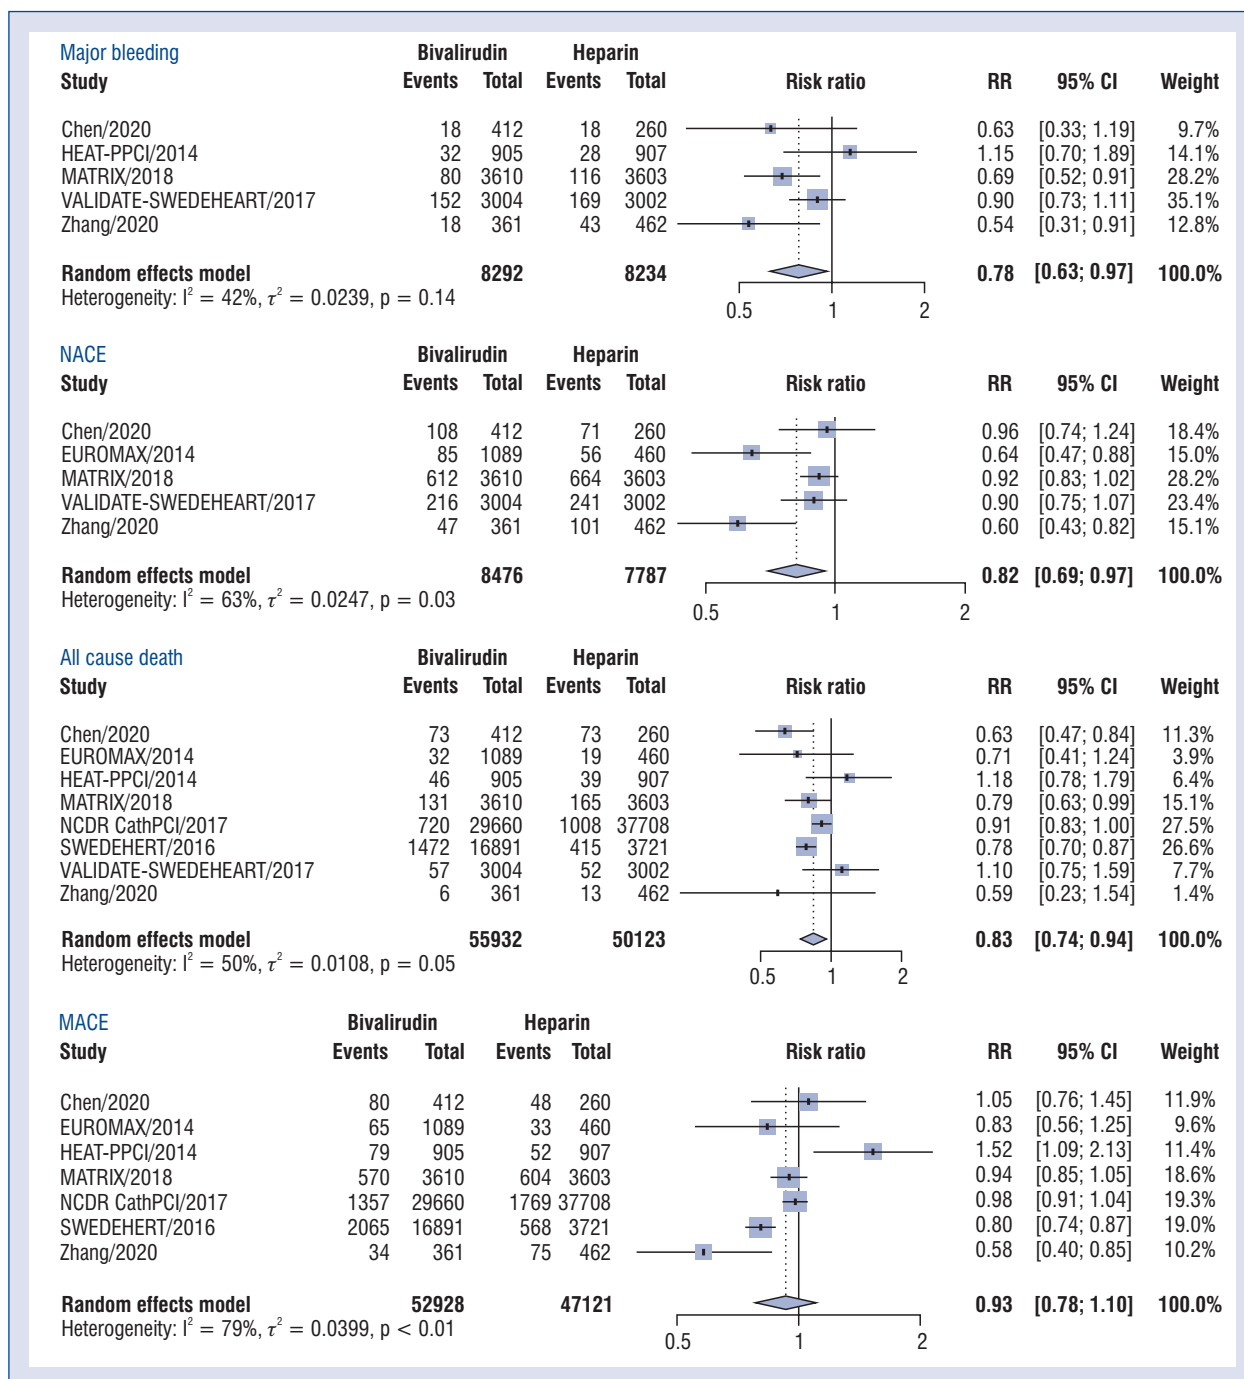 Major bleeding Bivalirudin Heparin
Study Events Total Events Total Risk ratio RR 95% CI Weight
Chen/2020 18 412 18 260 0.63 [0.33; 1.19] 9.7%
HEAT-PPCI/2014 32 905 28 907 1.15 [0.70; 1.89] 14.1%
MATRIX/2018 80 3610 116 3603 0.69 [0.52; 0.91] 28.2%
VALIDATE-SWEDEHEART/2017 152 3004 169 3002 0.90 [0.73; 1.11] 35.1%
Zhang/2020 18 361 43 462 0.54 [0.31; 0.91] 12.8%
Random effects model 8292 8234 0.78 [0.63; 0.97] 100.0%
Heterogeneity: I² = 42%, τ² = 0.0239, p = 0.14
0.5 1 2
NACE Bivalirudin Heparin
Study Events Total Events Total Risk ratio RR 95% CI Weight
Chen/2020 108 412 71 260 0.96 [0.74; 1.24] 18.4%
EUROMAX/2014 85 1089 56 460 0.64 [0.47; 0.88] 15.0%
MATRIX/2018 612 3610 664 3603 0.92 [0.83; 1.02] 28.2%
VALIDATE-SWEDEHEART/2017 216 3004 241 3002 0.90 [0.75; 1.07] 23.4%
Zhang/2020 47 361 101 462 0.60 [0.43; 0.82] 15.1%
Random effects model 8476 7787 0.82 [0.69; 0.97] 100.0%
Heterogeneity: I² = 63%, τ² = 0.0247, p = 0.03
0.5 1 2
All cause death Bivalirudin Heparin
Study Events Total Events Total Risk ratio RR 95% CI Weight
Chen/2020 73 412 73 260 0.63 [0.47; 0.84] 11.3%
EUROMAX/2014 32 1089 19 460 0.71 [0.41; 1.24] 3.9%
HEAT-PPCI/2014 46 905 39 907 1.18 [0.78; 1.79] 6.4%
MATRIX/2018 131 3610 165 3603 0.79 [0.63; 0.99] 15.1%
NCDR CathPCI/2017 720 29660 1008 37708 0.91 [0.83; 1.00] 27.5%
SWEDEHERT/2016 1472 16891 415 3721 0.78 [0.70; 0.87] 26.6%
VALIDATE-SWEDEHEART/2017 57 3004 52 3002 1.10 [0.75; 1.59] 7.7%
Zhang/2020 6 361 13 462 0.59 [0.23; 1.54] 1.4%
Random effects model 55932 50123 0.83 [0.74; 0.94] 100.0%
Heterogeneity: I² = 50%, τ² = 0.0108, p = 0.05
0.5 1 2
MACE Bivalirudin Heparin
Study Events Total Events Total Risk ratio RR 95% CI Weight
Chen/2020 80 412 48 260 1.05 [0.76; 1.45] 11.9%
EUROMAX/2014 65 1089 33 460 0.83 [0.56; 1.25] 9.6%
HEAT-PPCI/2014 79 905 52 907 1.52 [1.09; 2.13] 11.4%
MATRIX/2018 570 3610 604 3603 0.94 [0.85; 1.05] 18.6%
NCDR CathPCI/2017 1357 29660 1769 37708 0.98 [0.91; 1.04] 19.3%
SWEDEHERT/2016 2065 16891 568 3721 0.80 [0.74; 0.87] 19.0%
Zhang/2020 34 361 75 462 0.58 [0.40; 0.85] 10.2%
Random effects model 52928 47121 0.93 [0.78; 1.10] 100.0%
Heterogeneity: I² = 79%, τ² = 0.0399, p < 0.01
0.5 1 2